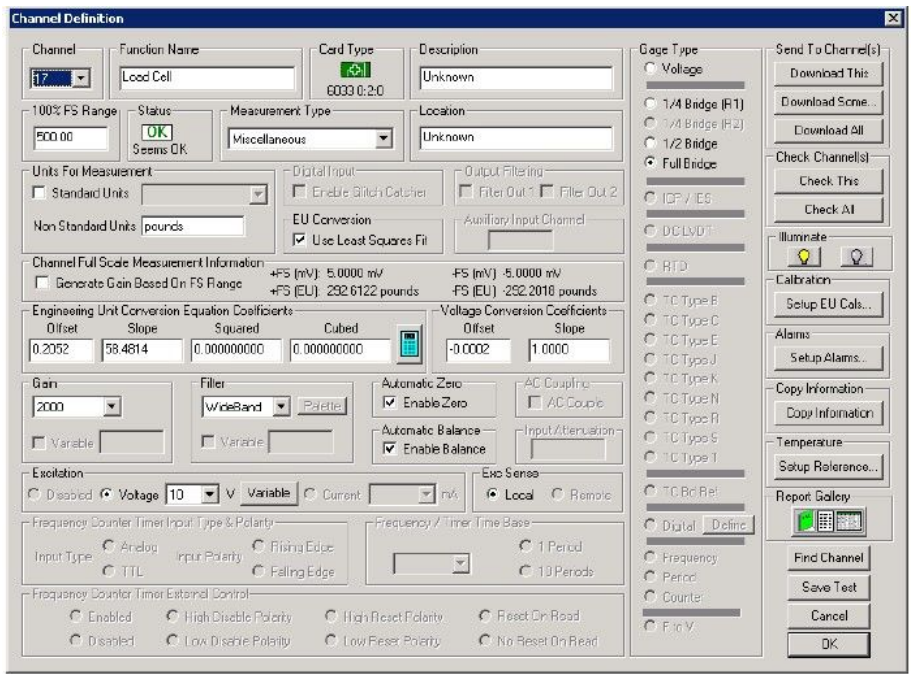 Channel Definition
Channel
17
Function Name
Load Cell
Card Type
6033 0:2:0
Description
Unknown
100% FS Range
500.00
Status
OK
Seems OK
Measurement Type
Miscellaneous
Location
Unknown
Units For Measurement
Standard Units
Non Standard Units pounds
Digital Input
Enable Glitch Catcher
Output Filtering
Filter Out 1 Filter Out 2
EU Conversion
Use Least Squares Fit
Auxiliary Input Channel
Channel Full Scale Measurement Information
Generate Gain Based On FS Range
+FS (mV): 5.0000 mV
-FS (mV) -5.0000 mV
+FS (EU): 292.6122 pounds
-FS (EU) -292.2018 pounds
Engineering Unit Conversion Equation Coefficients
Offset Slope Squared Cubed
0.2052 58.4814 0.000000000 0.000000000
Voltage Conversion Coefficients
Offset Slope
-0.0002 1.0000
Gain
2000
Variable
Filter
WideBand Palette
Variable
Automatic Zero
Enable Zero
AC Coupling
AC Couple
Automatic Balance
Enable Balance
Input Attenuation
Excitation
Disabled Voltage 10 V Variable Current mA
Exc Sense
Local Remote
Frequency Counter Timer Input Type & Polarity
Input Type Analog TTL
Input Polarity Rising Edge Falling Edge
Frequency / Timer Time Base
1 Period
10 Periods
Frequency Counter Timer External Control
Enabled High Disable Polarity High Reset Polarity Reset On Read
Disabled Low Disable Polarity Low Reset Polarity No Reset On Read
Gage Type
Voltage
1/4 Bridge (R1)
1/4 Bridge (R2)
1/2 Bridge
Full Bridge
ICP / IES
DC LVDT
RTD
TC Type B
TC Type C
TC Type E
TC Type J
TC Type K
TC Type N
TC Type R
TC Type S
TC Type T
TC Bd Ref
Digital Define
Frequency
Period
Counter
Exc V
Send To Channel(s)
Download This
Download Some...
Download All
Check Channel(s)
Check This
Check All
Illuminate
Calibration
Setup EU Cals...
Alarms
Setup Alarms...
Copy Information
Copy Information
Temperature
Setup Reference...
Report Gallery
Find Channel
Save Test
Cancel
OK